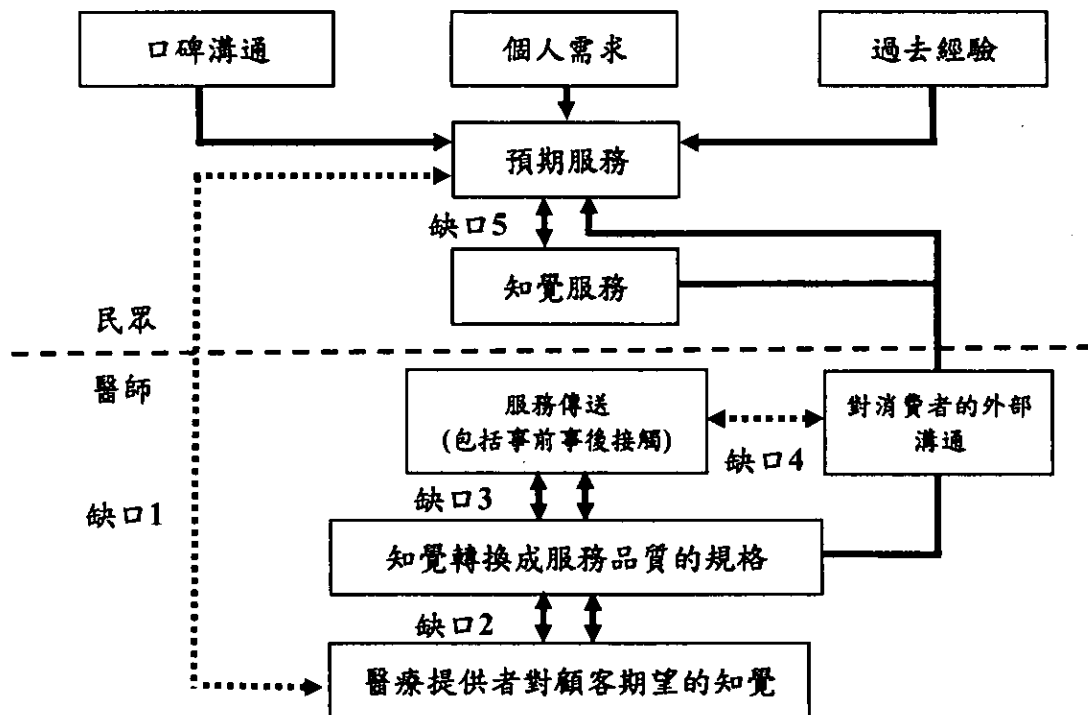 口碑溝通
個人需求
過去經驗
預期服務
缺口5
知覺服務
民眾
醫師
服務傳送
(包括事前事後接觸)
對消費者的外部
溝通
缺口4
缺口3
缺口1
知覺轉換成服務品質的規格
缺口2
醫療提供者對顧客期望的知覺